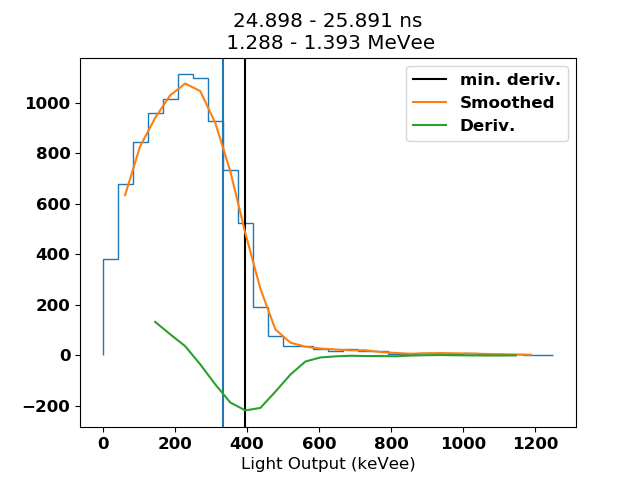 24.898 - 25.891 ns
1.288 - 1.393 MeVee
min. deriv.
Smoothed
Deriv.
1000
800
600
400
200
0
−200
0 200 400 600 800 1000 1200
Light Output (keVee)